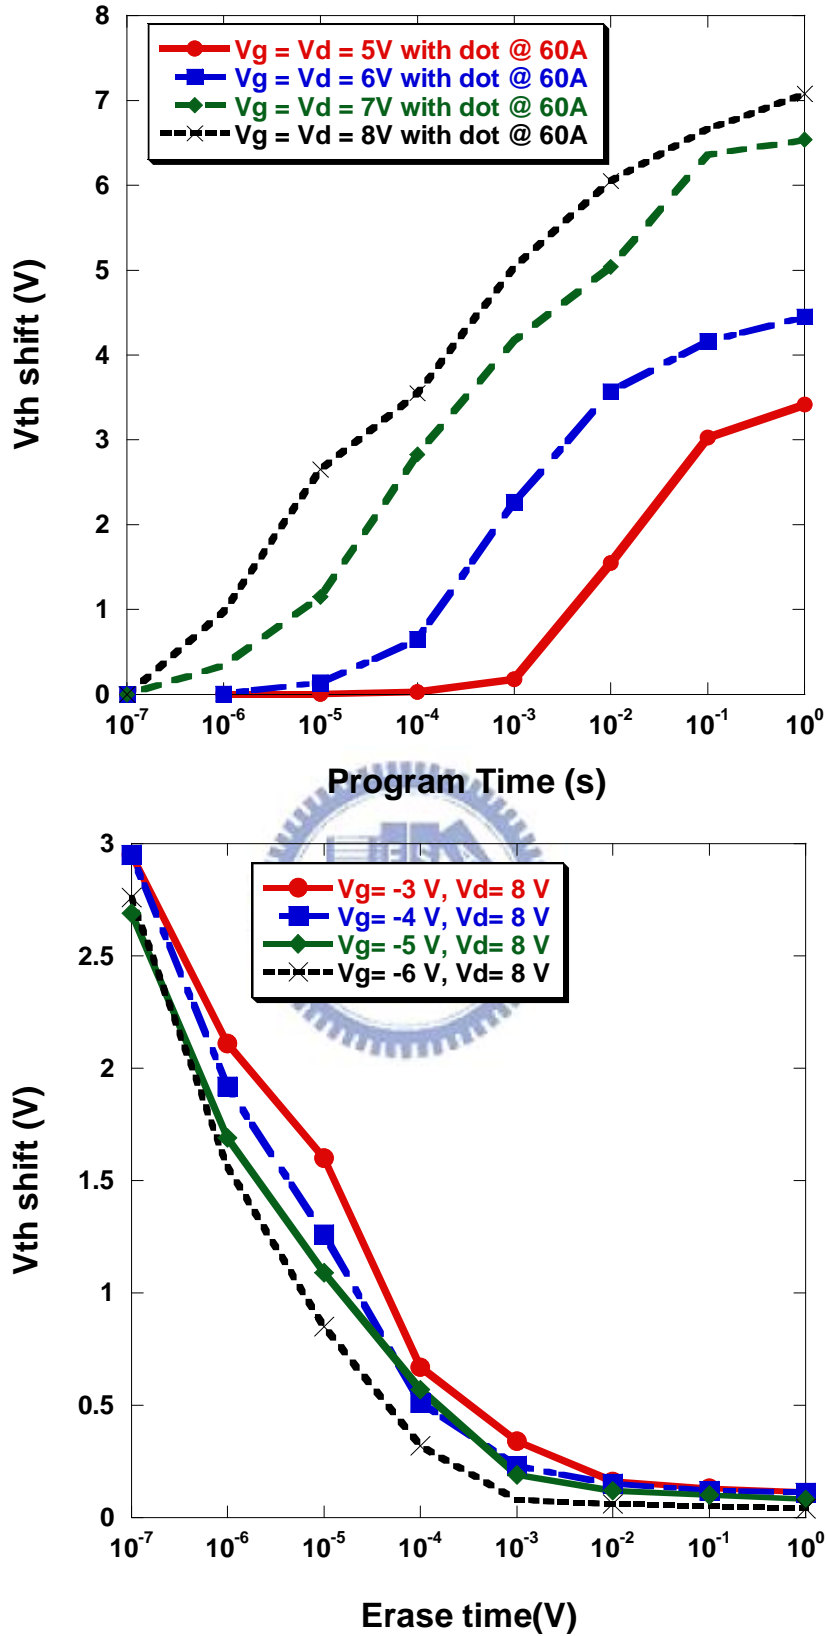 8
7
6
5
4
3
2
1
0
Vth shift (V)
Vg = Vd = 5V with dot @ 60A
Vg = Vd = 6V with dot @ 60A
Vg = Vd = 7V with dot @ 60A
Vg = Vd = 8V with dot @ 60A
10⁻⁷ 10⁻⁶ 10⁻⁵ 10⁻⁴ 10⁻³ 10⁻² 10⁻¹ 10⁰
Program Time (s)
3
2.5
2
1.5
1
0.5
0
Vth shift (V)
Vg= -3 V, Vd= 8 V
Vg= -4 V, Vd= 8 V
Vg= -5 V, Vd= 8 V
Vg= -6 V, Vd= 8 V
10⁻⁷ 10⁻⁶ 10⁻⁵ 10⁻⁴ 10⁻³ 10⁻² 10⁻¹ 10⁰
Erase time(V)